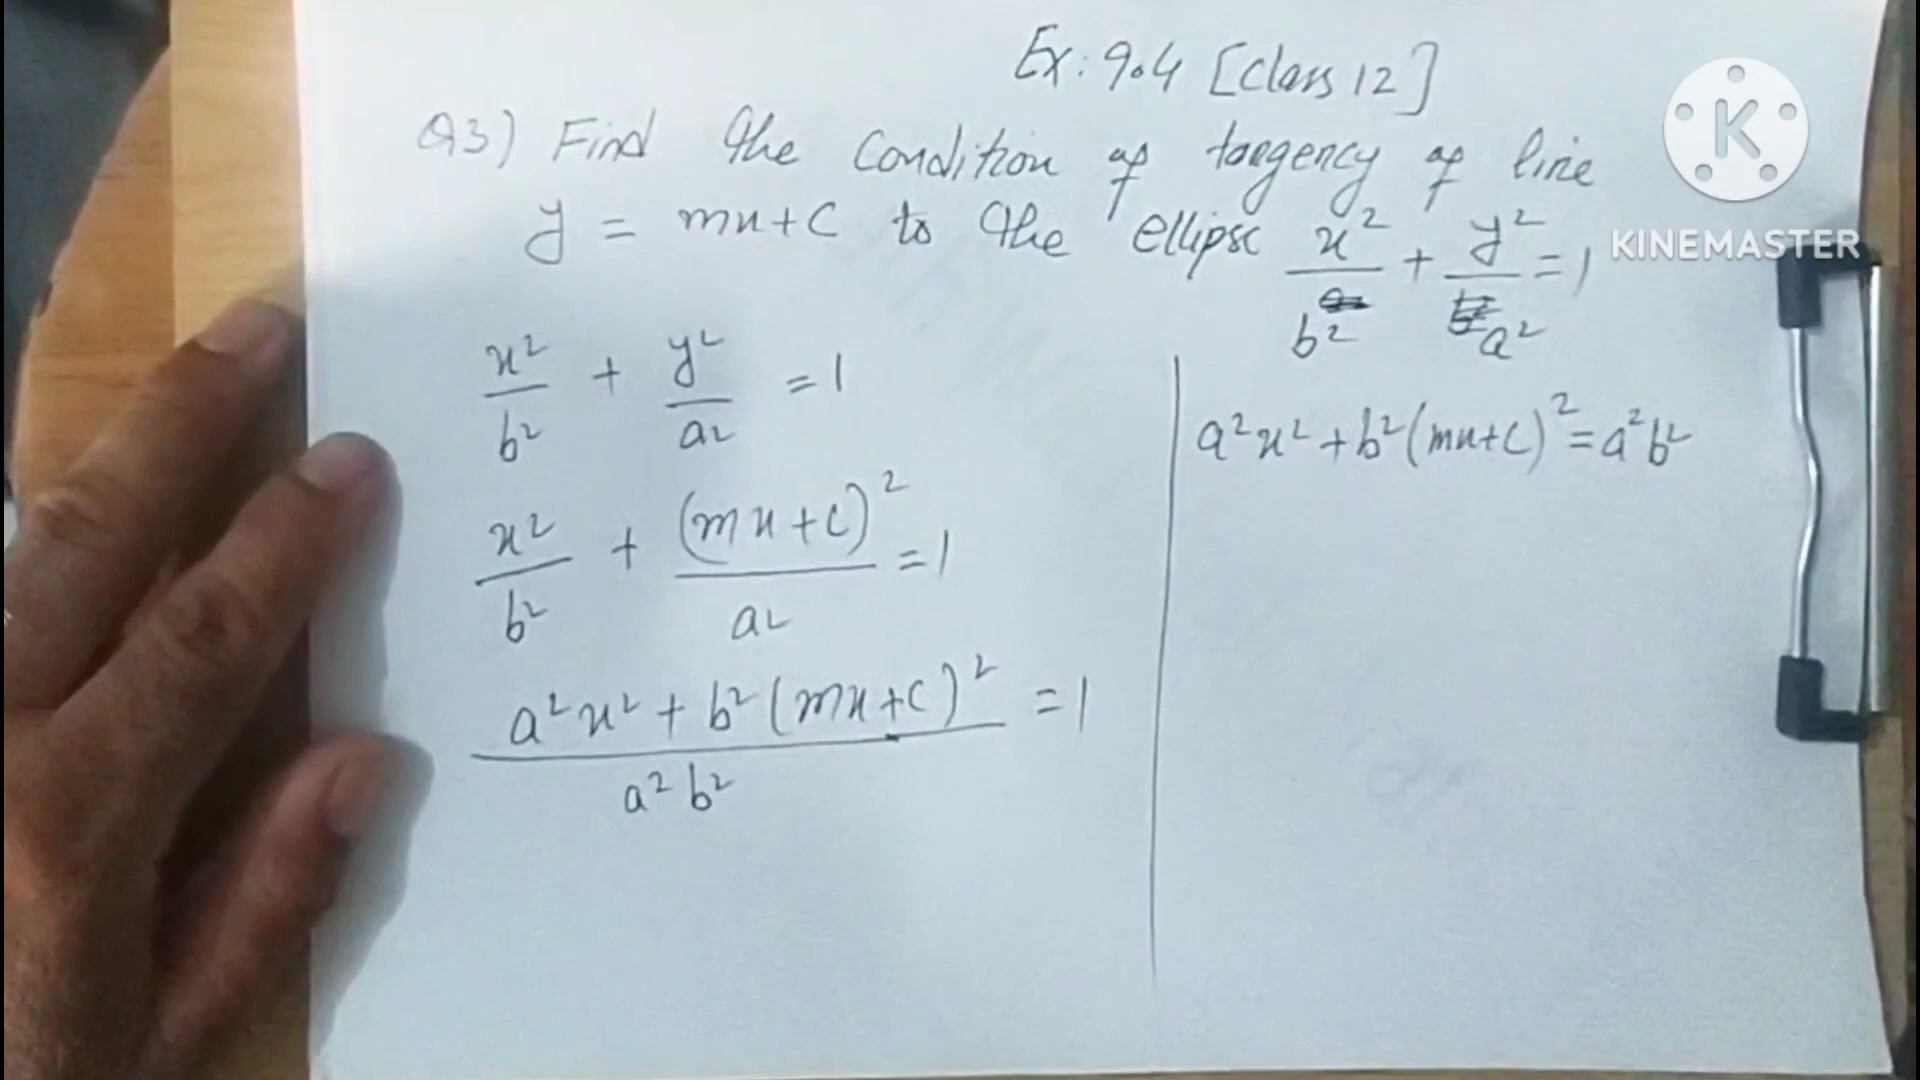 Ex: 9.4 [Class 12]
Q3) Find the Condition of tangency of line
y = mx+c to the ellipse x²/b² + y²/a² = 1
K
KINEMASTER
x²/b² + y²/a² = 1
x²/b² + (mx+c)²/a² = 1
a²x² + b²(mx+c)²/a²b² = 1
a²x² + b²(mx+c)² = a²b²